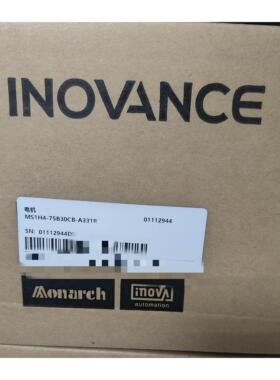 INOVANCE
电机
MS1H4-75B30CB-A331R 01112944
SN: 01112944D
Monarch inova
automation